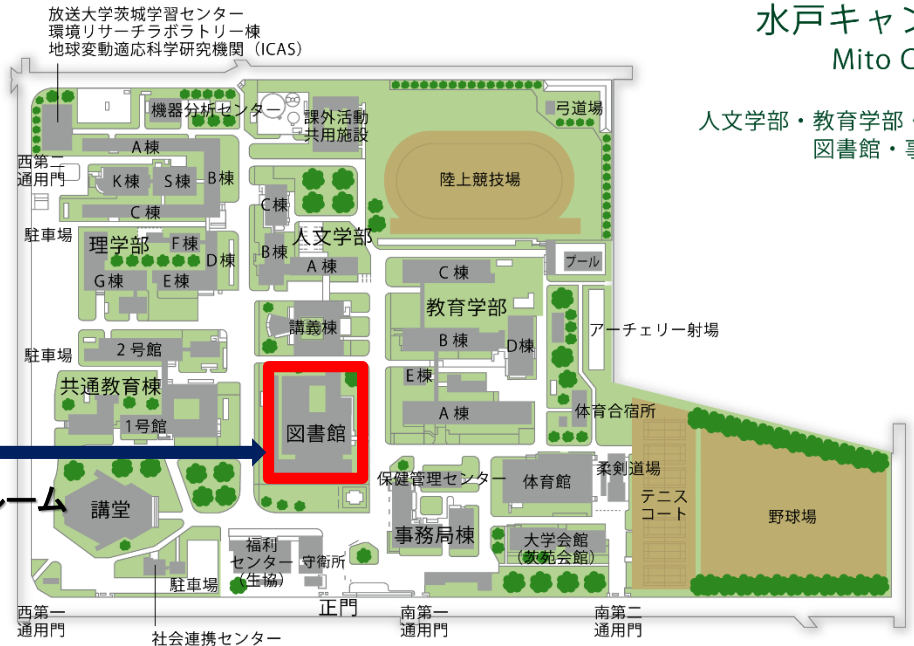 放送大学茨城学習センター
環境リサーチラボラトリー棟
地球変動適応科学研究機関（ICAS）
水戸キャン
Mito C
人文学部・教育学部・
図書館・事
機器分析センター
課外活動
共用施設
弓道場
A棟
西第二
通用門
K棟
S棟
B棟
陸上競技場
C棟
C棟
駐車場
理学部
F棟
D棟
B棟
人文学部
A棟
G棟
E棟
C棟
プール
教育学部
講義棟
B棟
D棟
アーチェリー射場
駐車場
2号館
E棟
共通教育棟
1号館
A棟
体育合宿所
図書館
保健管理センター
体育館
柔剣道場
テニス
コート
野球場
ルーム
講堂
事務局棟
大学会館
（茨苑会館）
福利
センター
（生協）
守衛所
駐車場
正門
西第一
通用門
南第一
通用門
南第二
通用門
社会連携センター